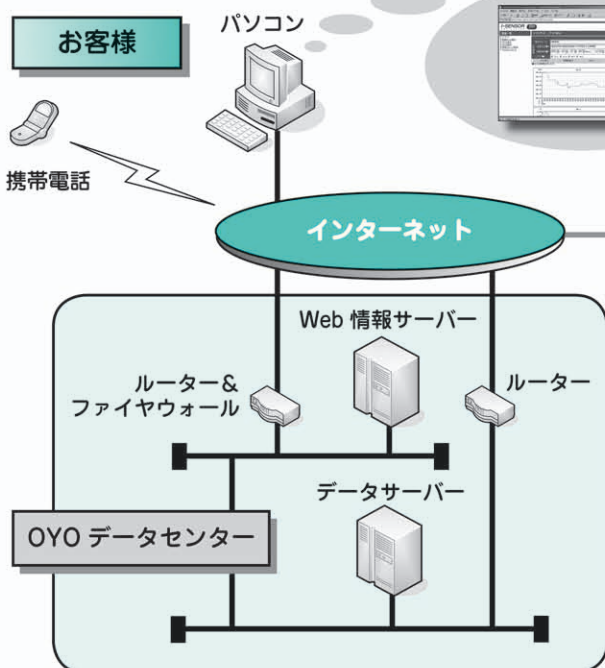 お客様
パソコン
携帯電話
インターネット
Web 情報サーバー
ルーター&
ファイヤウォール
ルーター
データサーバー
OYO データセンター